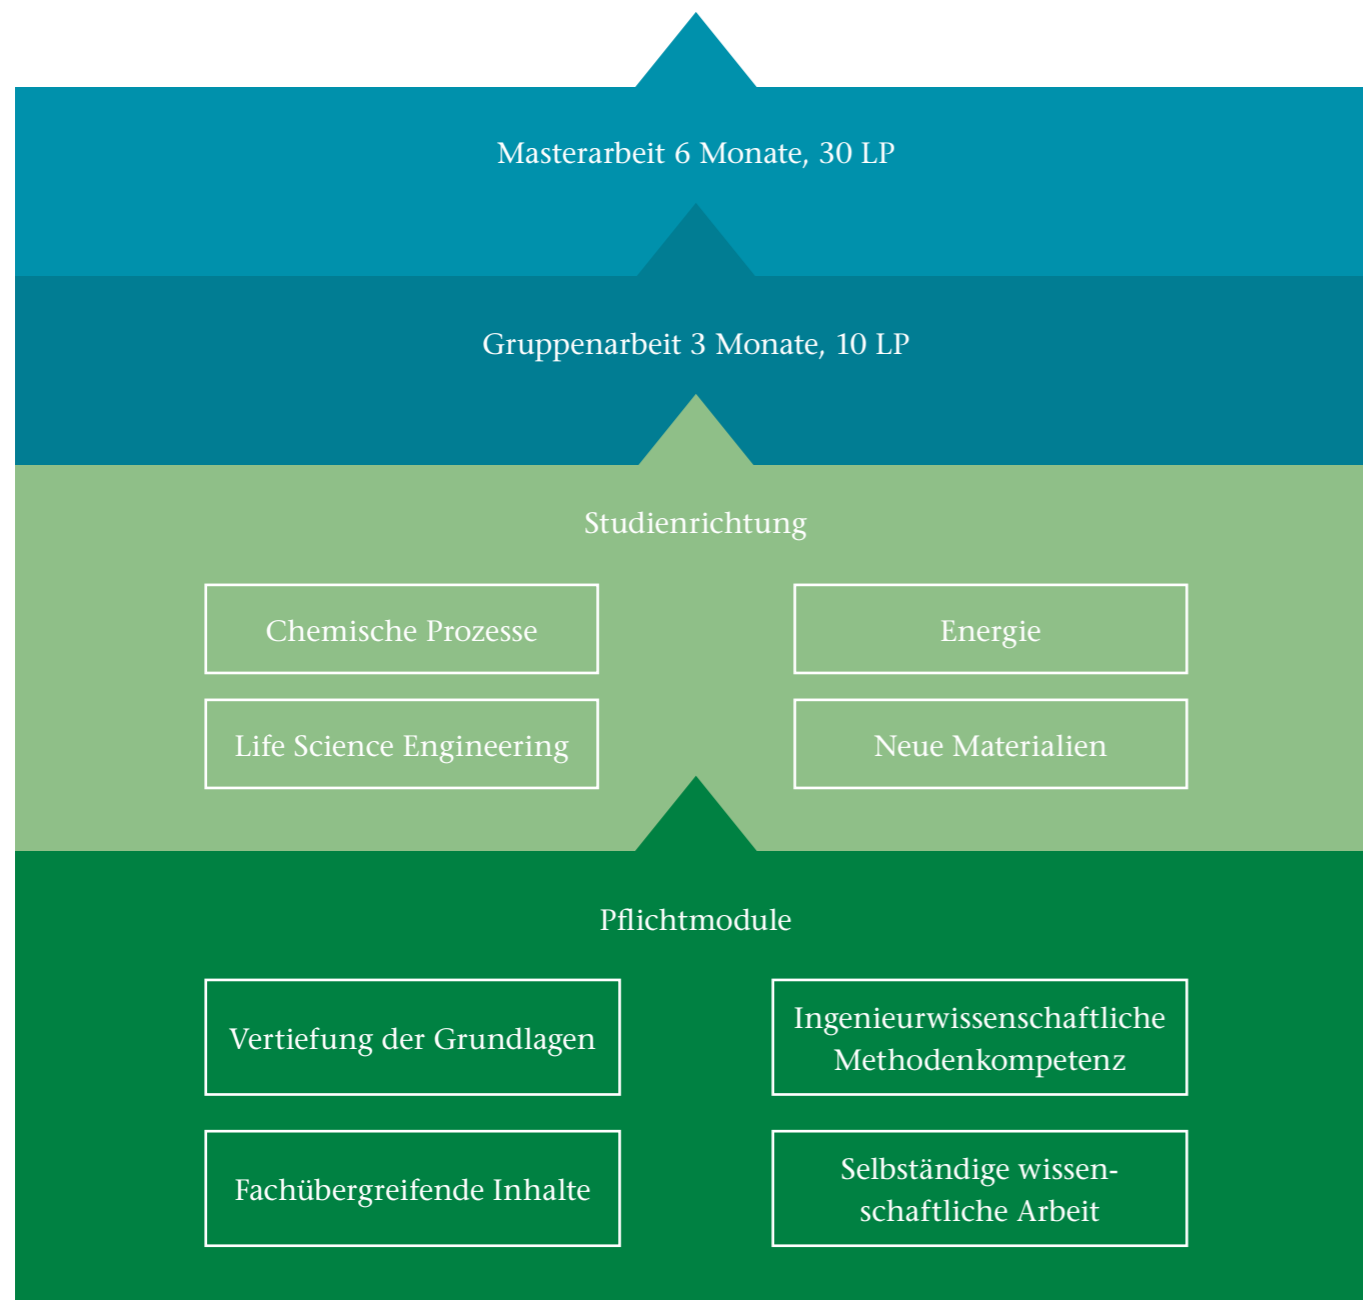 Masterarbeit 6 Monate, 30 LP
Gruppenarbeit 3 Monate, 10 LP
Studienrichtung
Chemische Prozesse
Energie
Life Science Engineering
Neue Materialien
Pflichtmodule
Vertiefung der Grundlagen
Ingenieurwissenschaftliche
Methodenkompetenz
Fachübergreifende Inhalte
Selbständige wissen-
schaftliche Arbeit